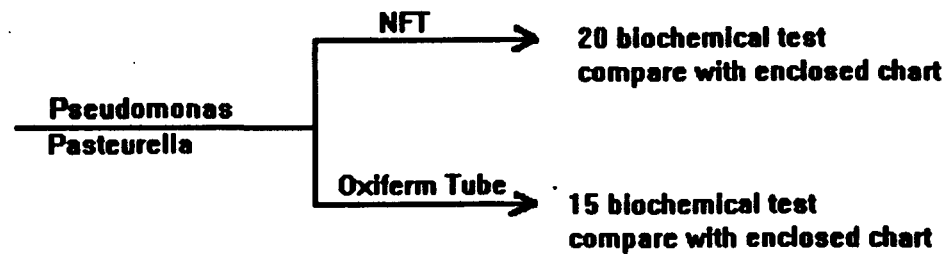 NFT
20 biochemical test
compare with enclosed chart
Pseudomonas
Pasteurella
Oxiferm Tube
15 biochemical test
compare with enclosed chart